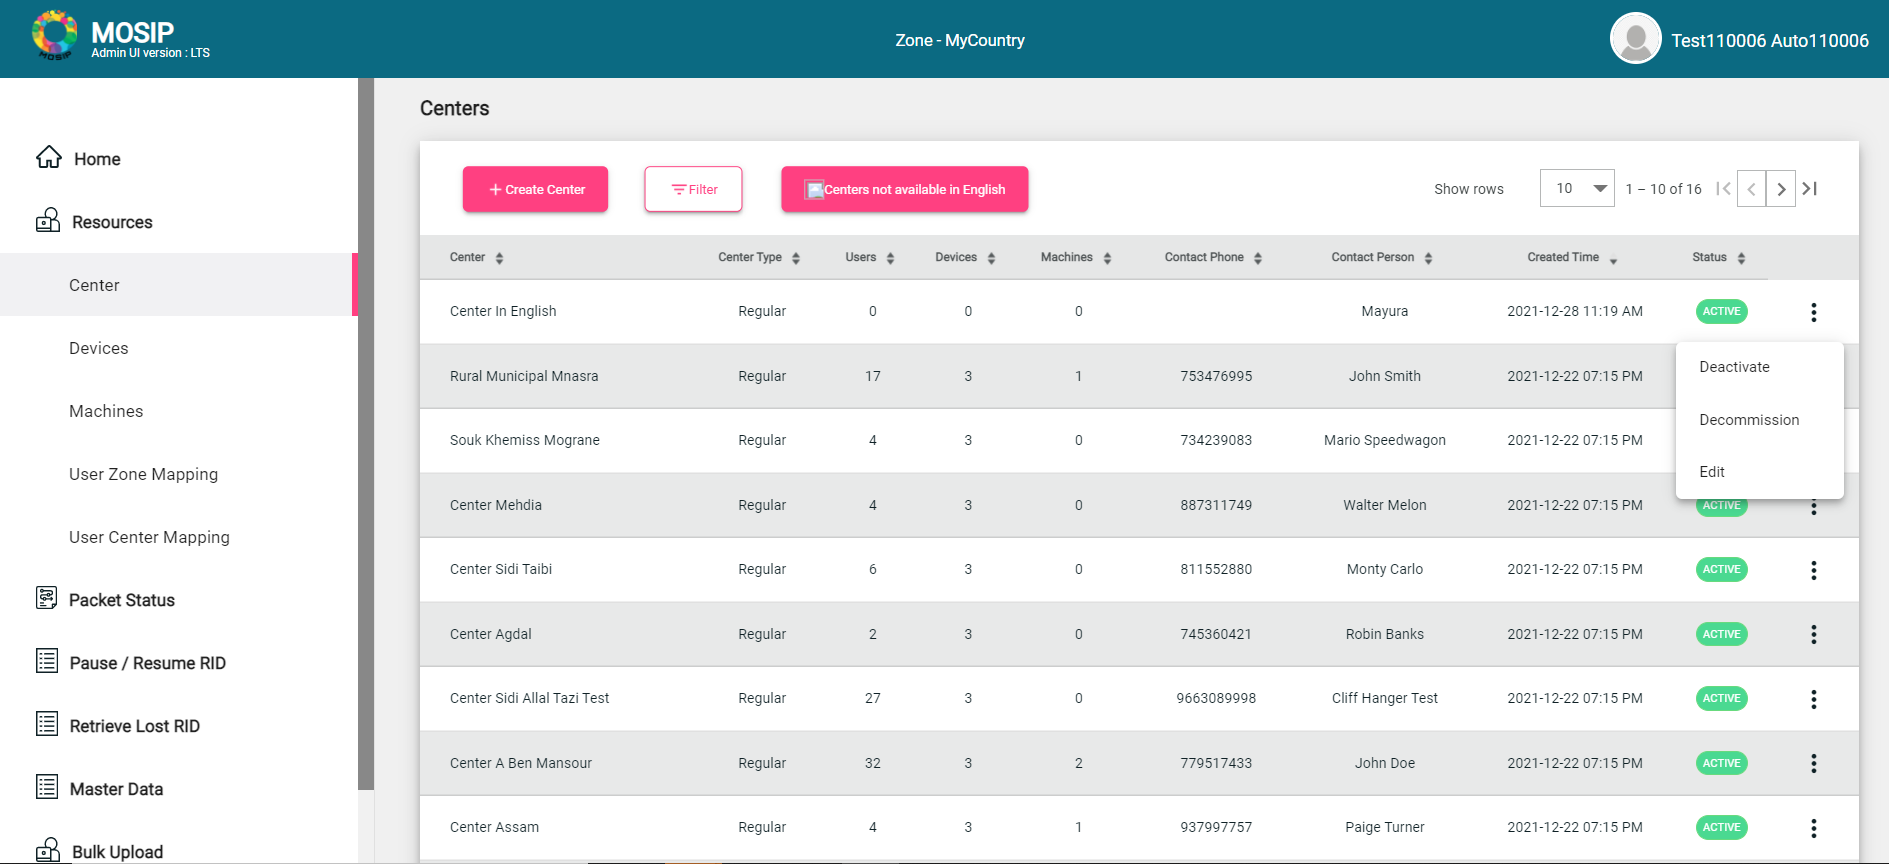 MOSIP
Admin UI version : LTS
MOSIP
Zone - MyCountry
Test110006 Auto110006
Home
Resources
Center
Devices
Machines
User Zone Mapping
User Center Mapping
Packet Status
Pause / Resume RID
Retrieve Lost RID
Master Data
Bulk Upload
Centers
+ Create Center Filter Centers not available in English Show rows 10 1 – 10 of 16
Center Center Type Users Devices Machines Contact Phone Contact Person Created Time Status
Center In English Regular 0 0 0 Mayura 2021-12-28 11:19 AM ACTIVE
Rural Municipal Mnasra Regular 17 3 1 753476995 John Smith 2021-12-22 07:15 PM
Souk Khemiss Mograne Regular 4 3 0 734239083 Mario Speedwagon 2021-12-22 07:15 PM
Center Mehdia Regular 4 3 0 887311749 Walter Melon 2021-12-22 07:15 PM ACTIVE
Center Sidi Taibi Regular 6 3 0 811552880 Monty Carlo 2021-12-22 07:15 PM ACTIVE
Center Agdal Regular 2 3 0 745360421 Robin Banks 2021-12-22 07:15 PM ACTIVE
Center Sidi Allal Tazi Test Regular 27 3 0 9663089998 Cliff Hanger Test 2021-12-22 07:15 PM ACTIVE
Center A Ben Mansour Regular 32 3 2 779517433 John Doe 2021-12-22 07:15 PM ACTIVE
Center Assam Regular 4 3 1 937997757 Paige Turner 2021-12-22 07:15 PM ACTIVE
Deactivate
Decommission
Edit